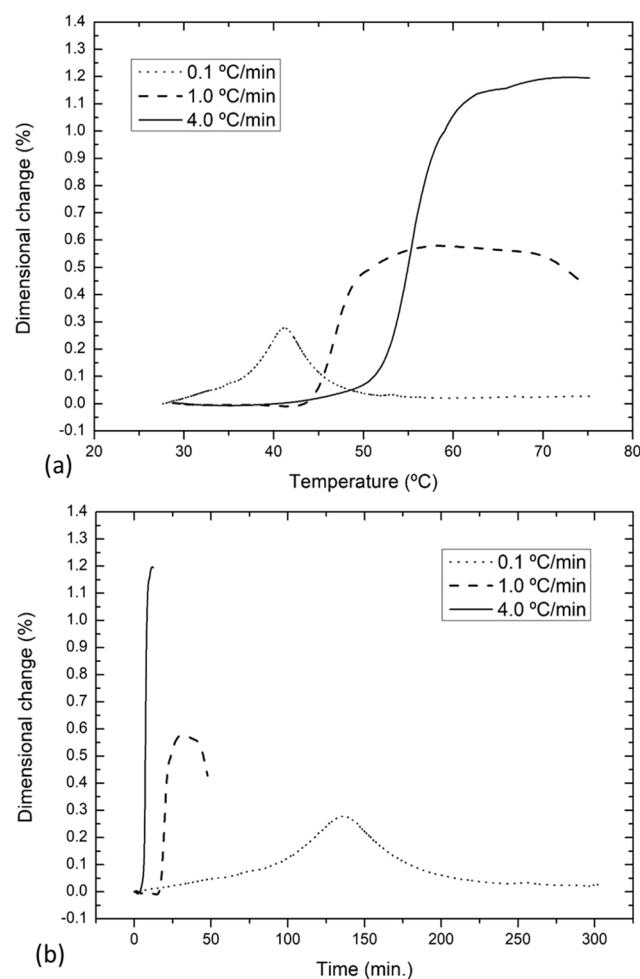 1.4
1.3
1.2
1.1
1.0
0.9
0.8
0.7
0.6
0.5
0.4
0.3
0.2
0.1
0.0
-0.1
Dimensional change (%)
0.1 ºC/min
1.0 ºC/min
4.0 ºC/min
20 30 40 50 60 70 80
(a)
Temperature (ºC)
1.4
1.3
1.2
1.1
1.0
0.9
0.8
0.7
0.6
0.5
0.4
0.3
0.2
0.1
0.0
-0.1
Dimensional change (%)
0.1 ºC/min
1.0 ºC/min
4.0 ºC/min
0 50 100 150 200 250 300
(b)
Time (min.)